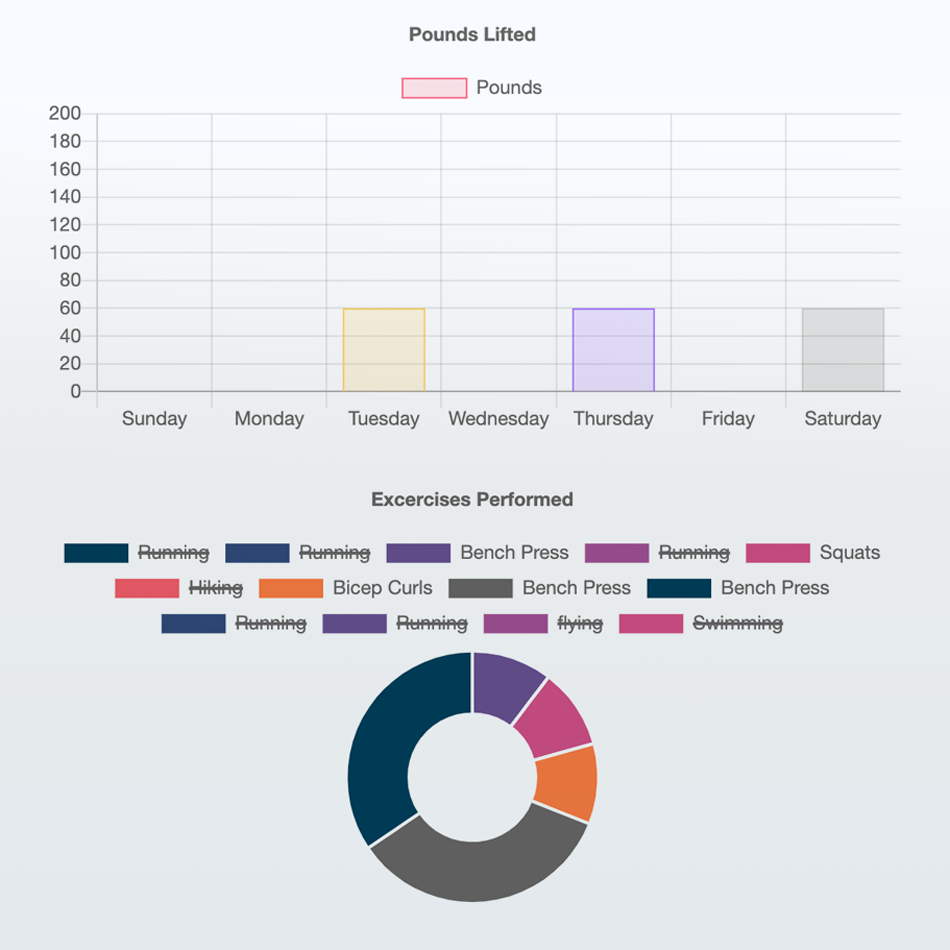 Pounds Lifted
Pounds
200
180
160
140
120
100
80
60
40
20
0
Sunday Monday Tuesday Wednesday Thursday Friday Saturday
Excercises Performed
Running Running Bench Press Running Squats
Hiking Bicep Curls Bench Press Bench Press
Running Running flying Swimming